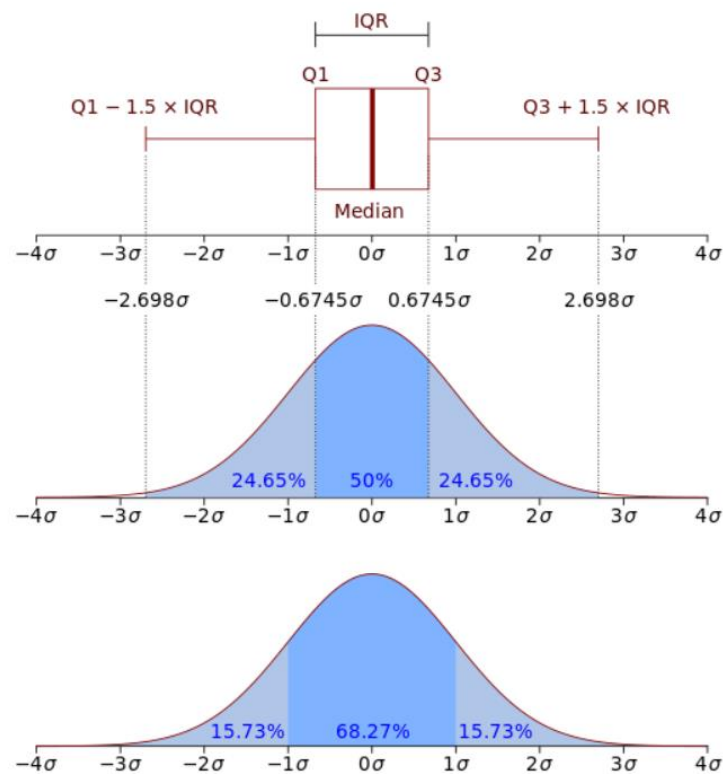 IQR
Q1 Q3
Q1 − 1.5 × IQR Q3 + 1.5 × IQR
Median
−4σ −3σ −2σ −1σ 0σ 1σ 2σ 3σ 4σ
−2.698σ −0.6745σ 0.6745σ 2.698σ
24.65% 50% 24.65%
−4σ −3σ −2σ −1σ 0σ 1σ 2σ 3σ 4σ
15.73% 68.27% 15.73%
−4σ −3σ −2σ −1σ 0σ 1σ 2σ 3σ 4σ